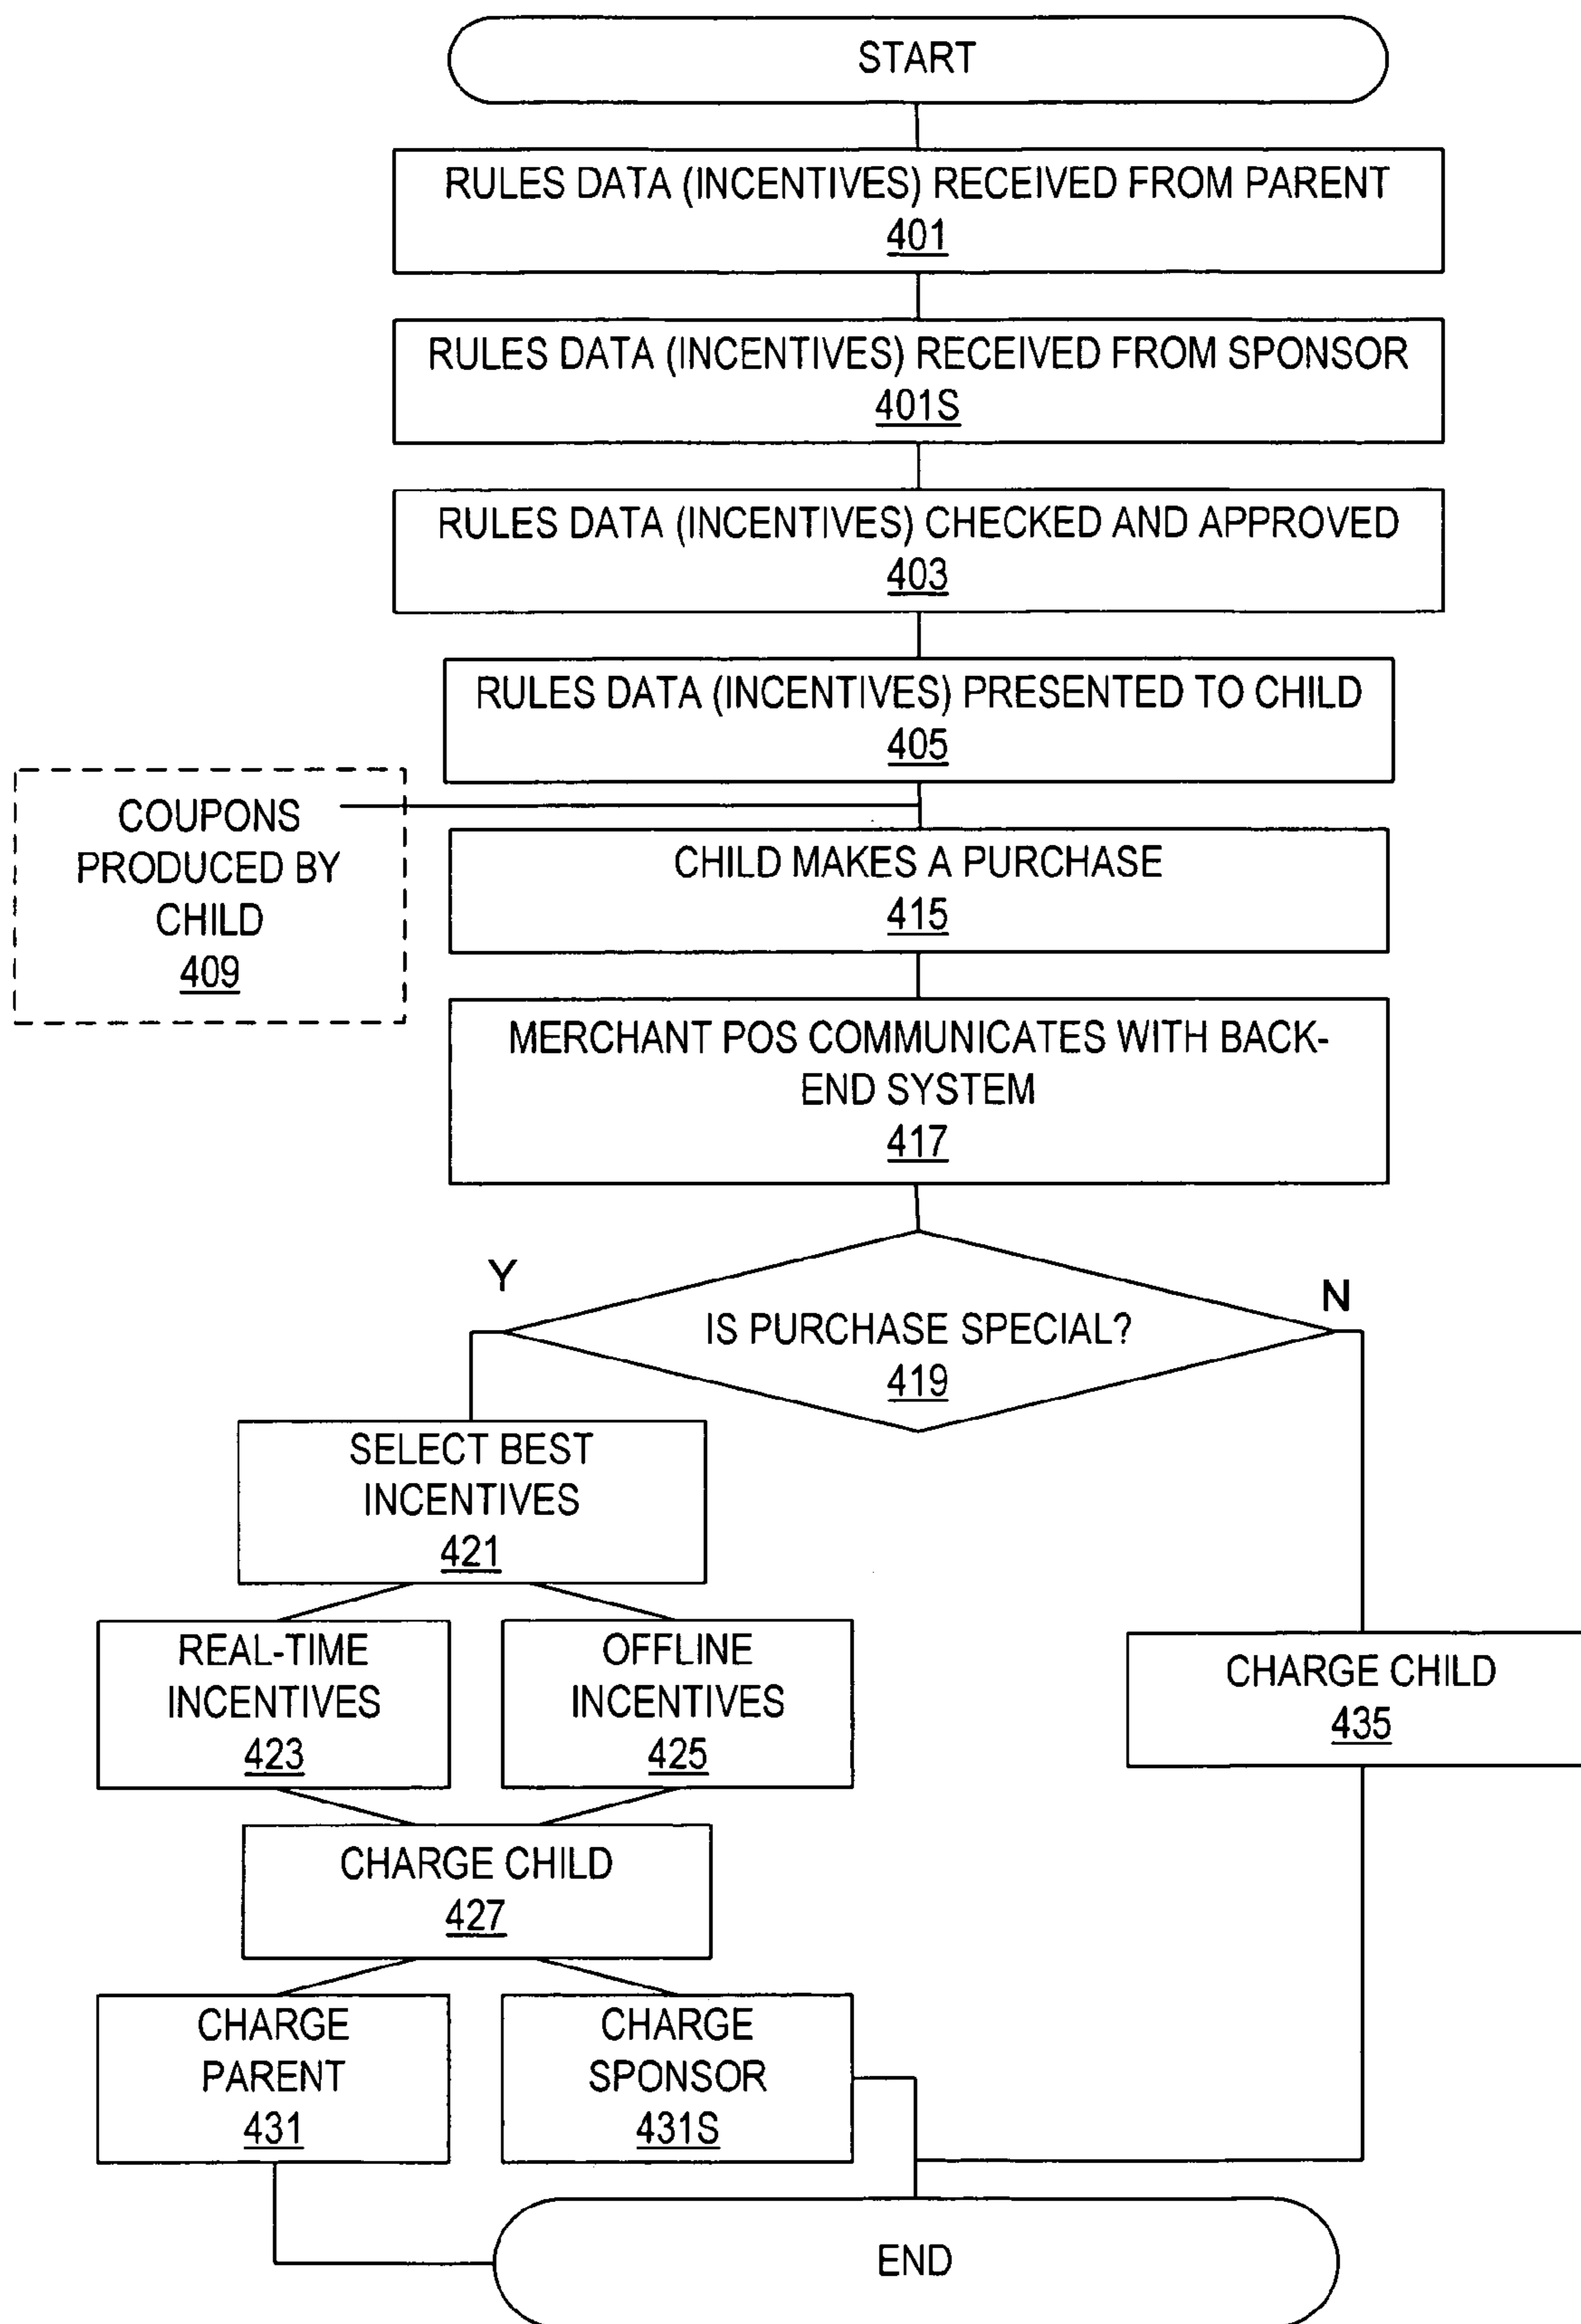 START
RULES DATA (INCENTIVES) RECEIVED FROM PARENT
401
RULES DATA (INCENTIVES) RECEIVED FROM SPONSOR
401S
RULES DATA (INCENTIVES) CHECKED AND APPROVED
403
RULES DATA (INCENTIVES) PRESENTED TO CHILD
405
COUPONS
PRODUCED BY
CHILD
409
CHILD MAKES A PURCHASE
415
MERCHANT POS COMMUNICATES WITH BACK-
END SYSTEM
417
Y
N
IS PURCHASE SPECIAL?
419
SELECT BEST
INCENTIVES
421
REAL-TIME
INCENTIVES
423
OFFLINE
INCENTIVES
425
CHARGE CHILD
435
CHARGE CHILD
427
CHARGE
PARENT
431
CHARGE
SPONSOR
431S
END